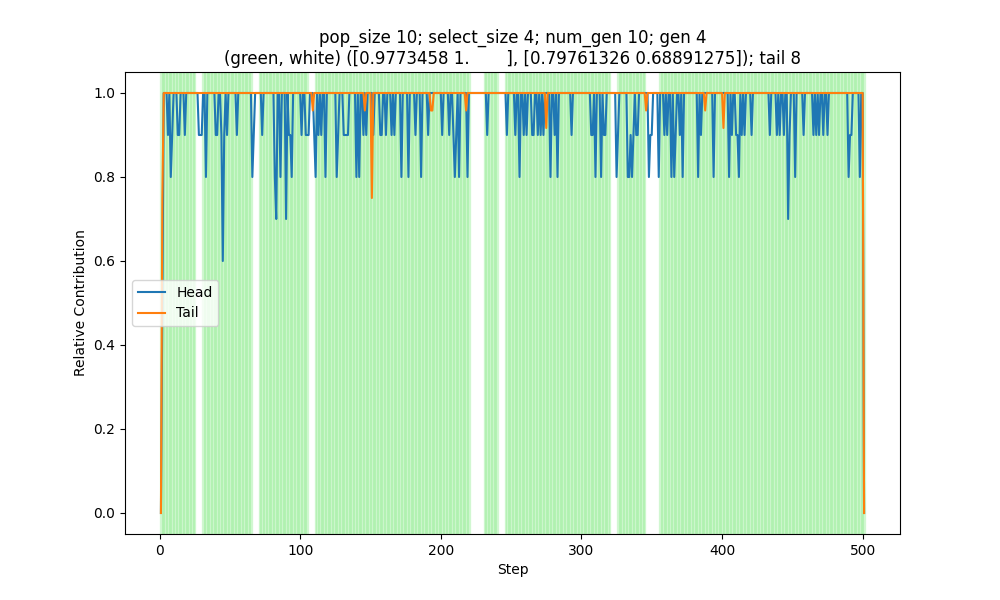 pop_size 10; select_size 4; num_gen 10; gen 4
(green, white) ([0.9773458 1.       ], [0.79761326 0.68891275]); tail 8
1.0
0.8
0.6
0.4
0.2
0.0
Relative Contribution
Head
Tail
0 100 200 300 400 500
Step